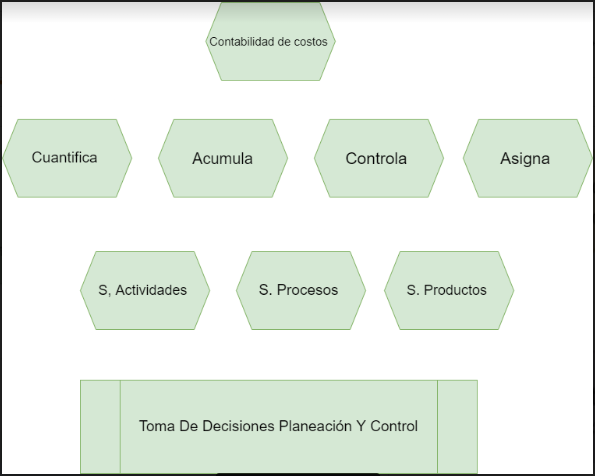 Contabilidad de costos
Cuantifica
Acumula
Controla
Asigna
S, Actividades
S. Procesos
S. Productos
Toma De Decisiones Planeación Y Control